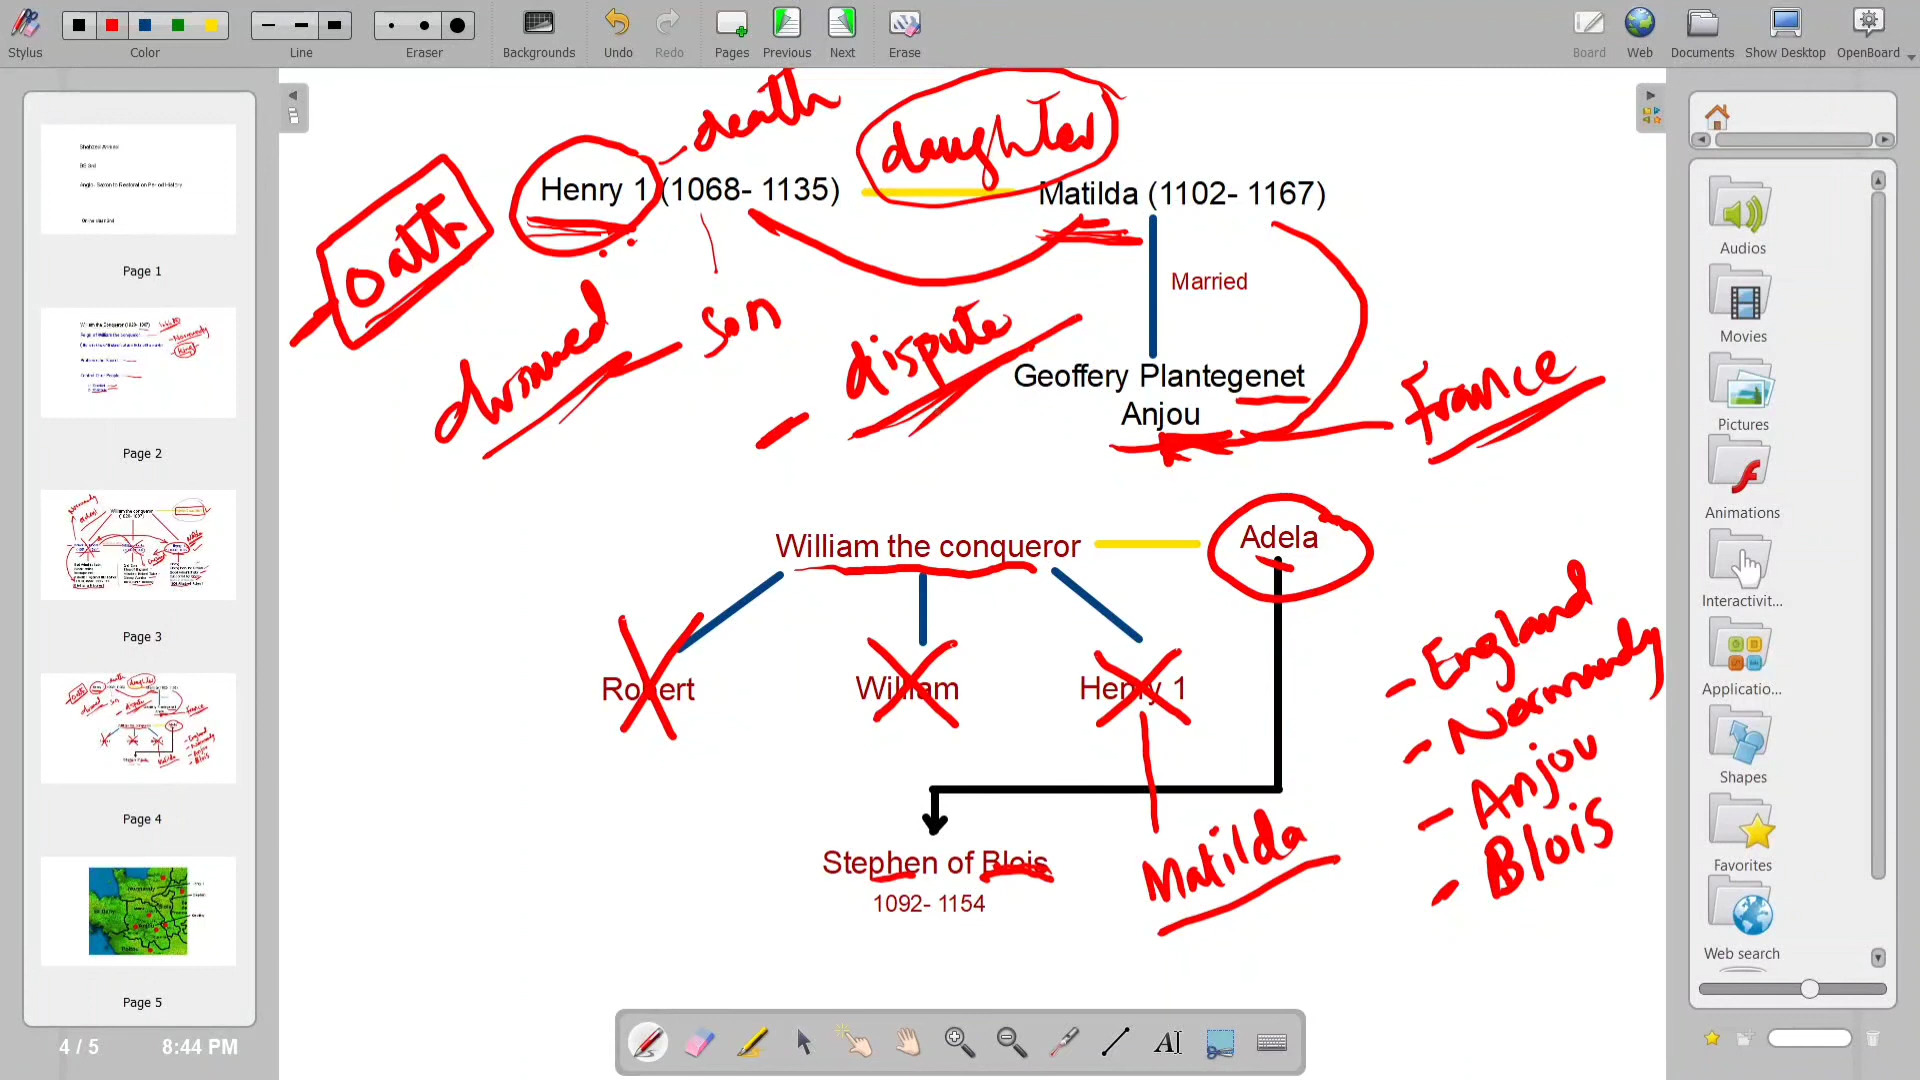 Stylus
Color
Line
Eraser
Backgrounds
Undo
Redo
Pages
Previous
Next
Erase
Board
Web
Documents
Show Desktop
OpenBoard
Page 1
Page 2
Page 3
Page 4
Page 5
4 / 5
8:44 PM
death
daughter
Henry 1 (1068- 1135)
Matilda (1102- 1167)
oath
Married
drowned
son
dispute
Geoffery Plantegenet
Anjou
France
William the conqueror
Adela
Robert
William
Henry 1
Stephen of Blois
1092- 1154
Matilda
- England
- Normandy
- Anjou
- Blois
Audios
Movies
Pictures
Animations
Interactivit...
Applicatio...
Shapes
Favorites
Web search